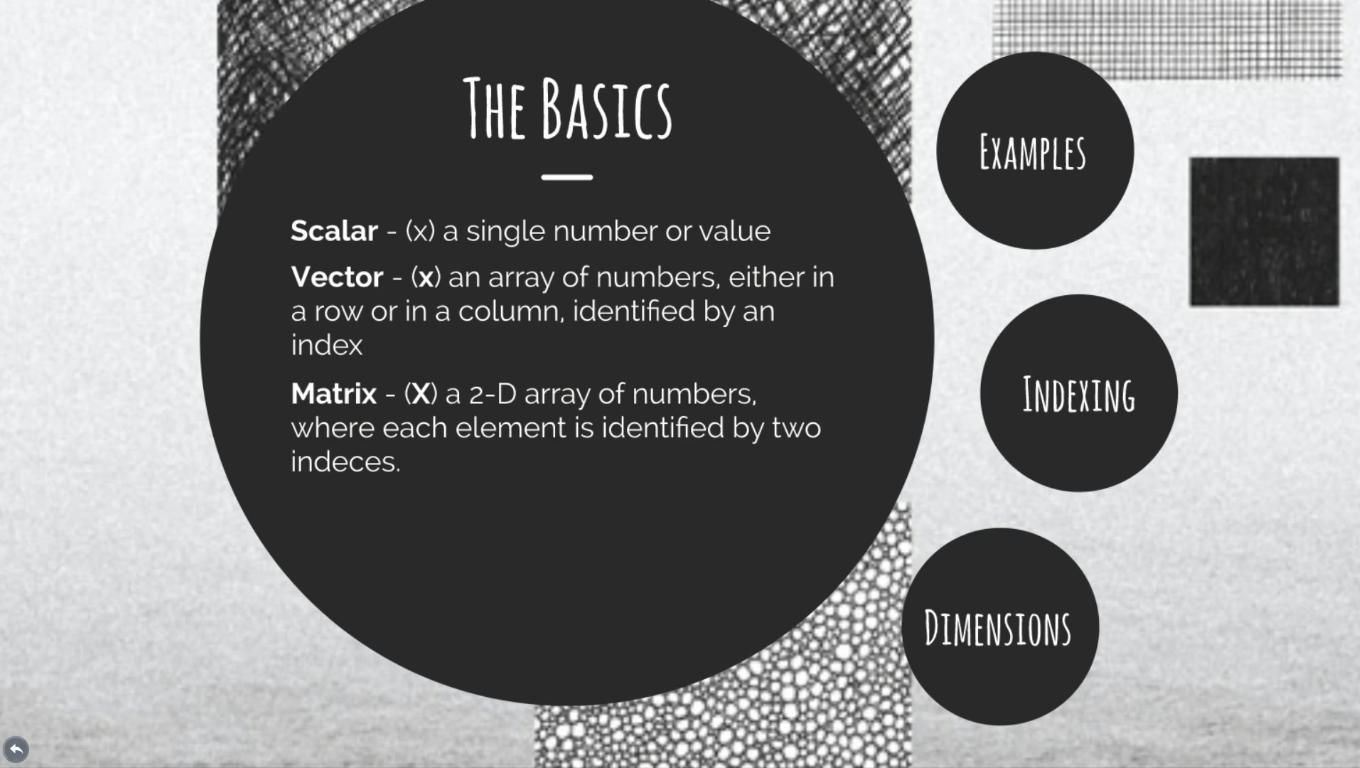 The Basics
Scalar - (x) a single number or value
Vector - (x) an array of numbers, either in
a row or in a column, identified by an
index
Matrix - (X) a 2-D array of numbers,
where each element is identified by two
indeces.
Examples
Indexing
Dimensions